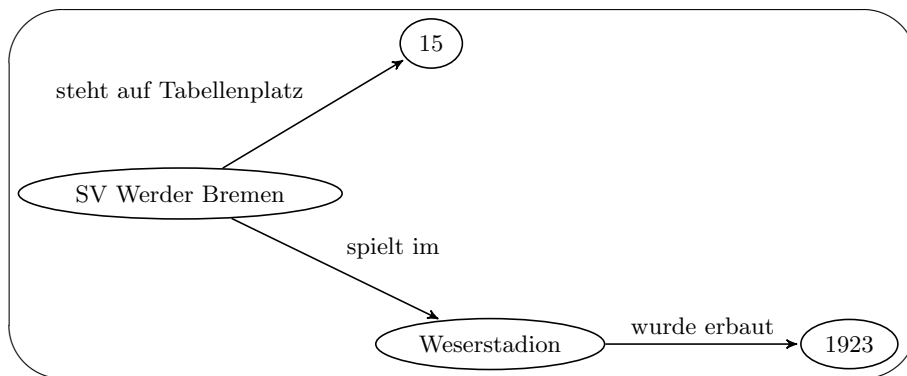 15
steht auf Tabellenplatz
SV Werder Bremen
spielt im
wurde erbaut
Weserstadion
1923